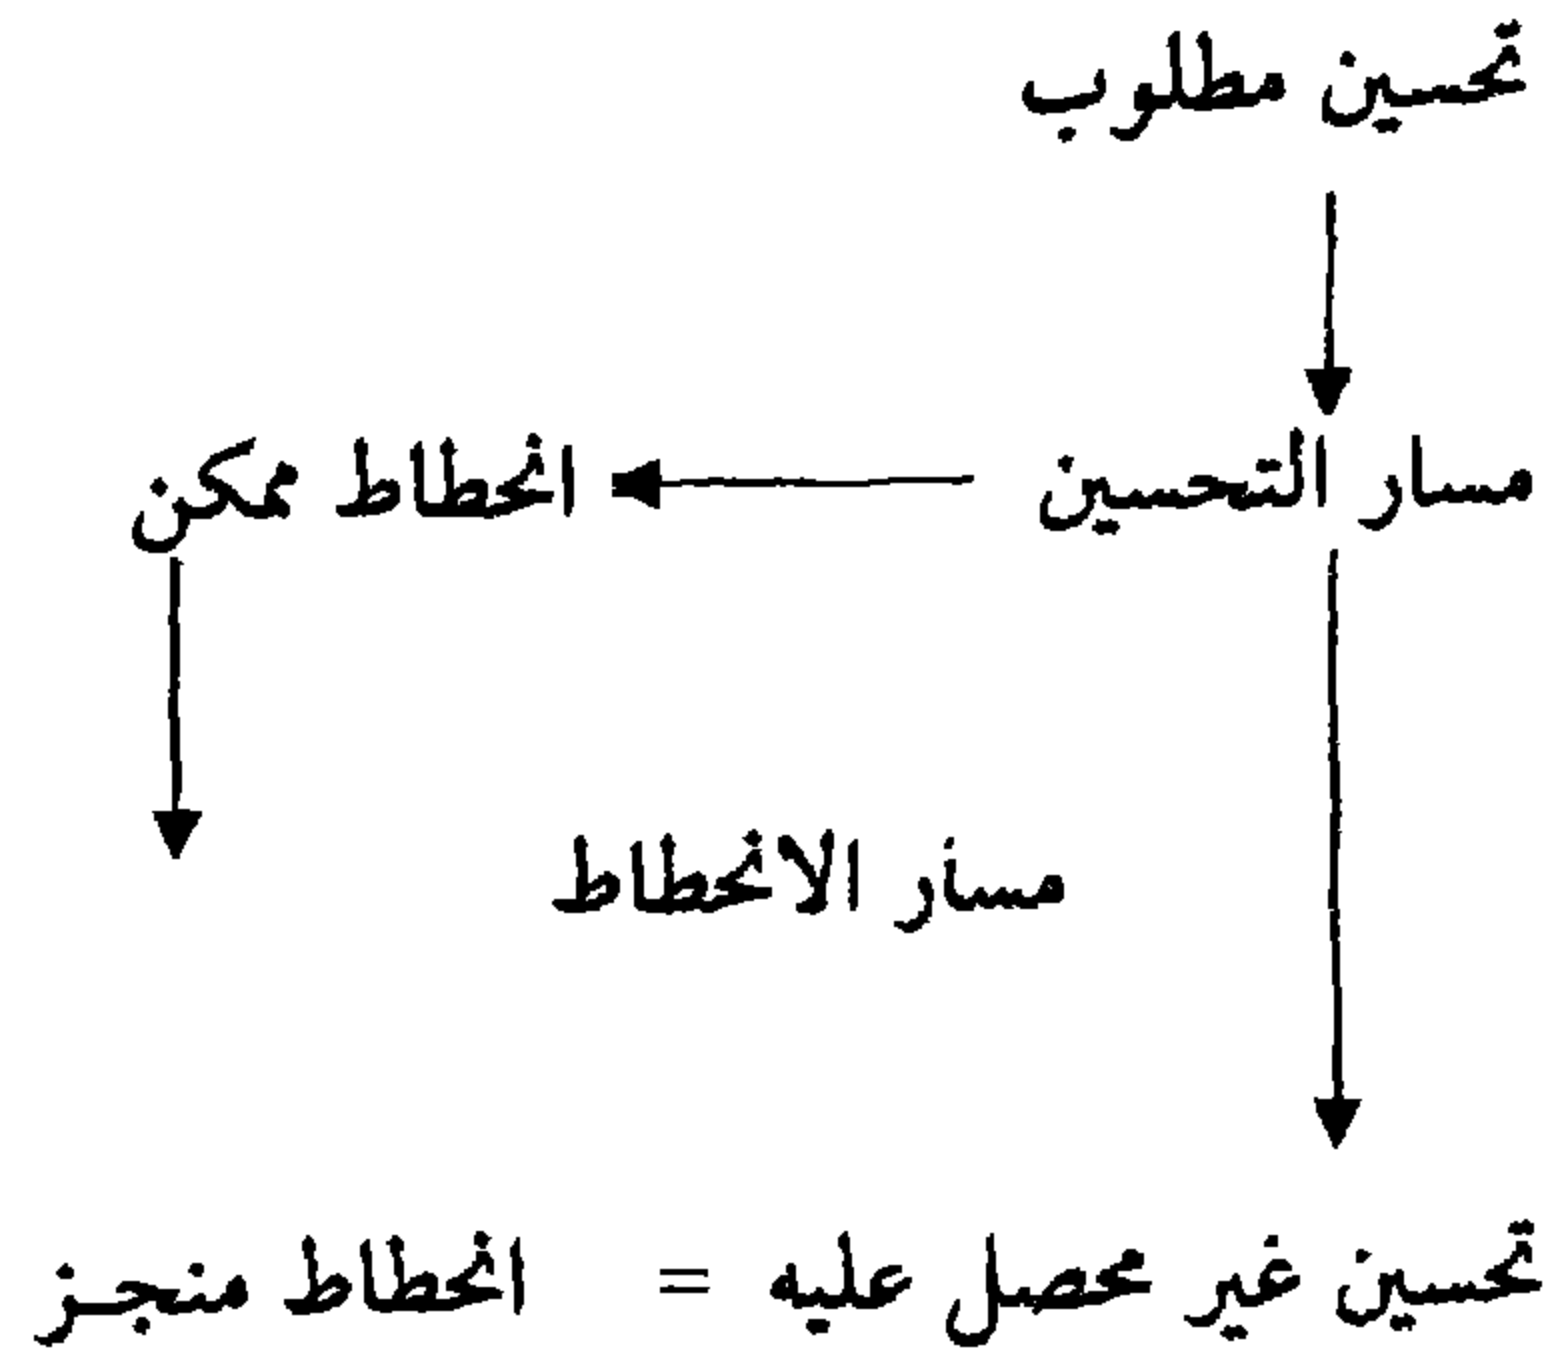 تحسين مطلوب
مسار التحسين انحطاط ممكن
مسار الانحطاط
تحسين غير محصل عليه = انحطاط منجز